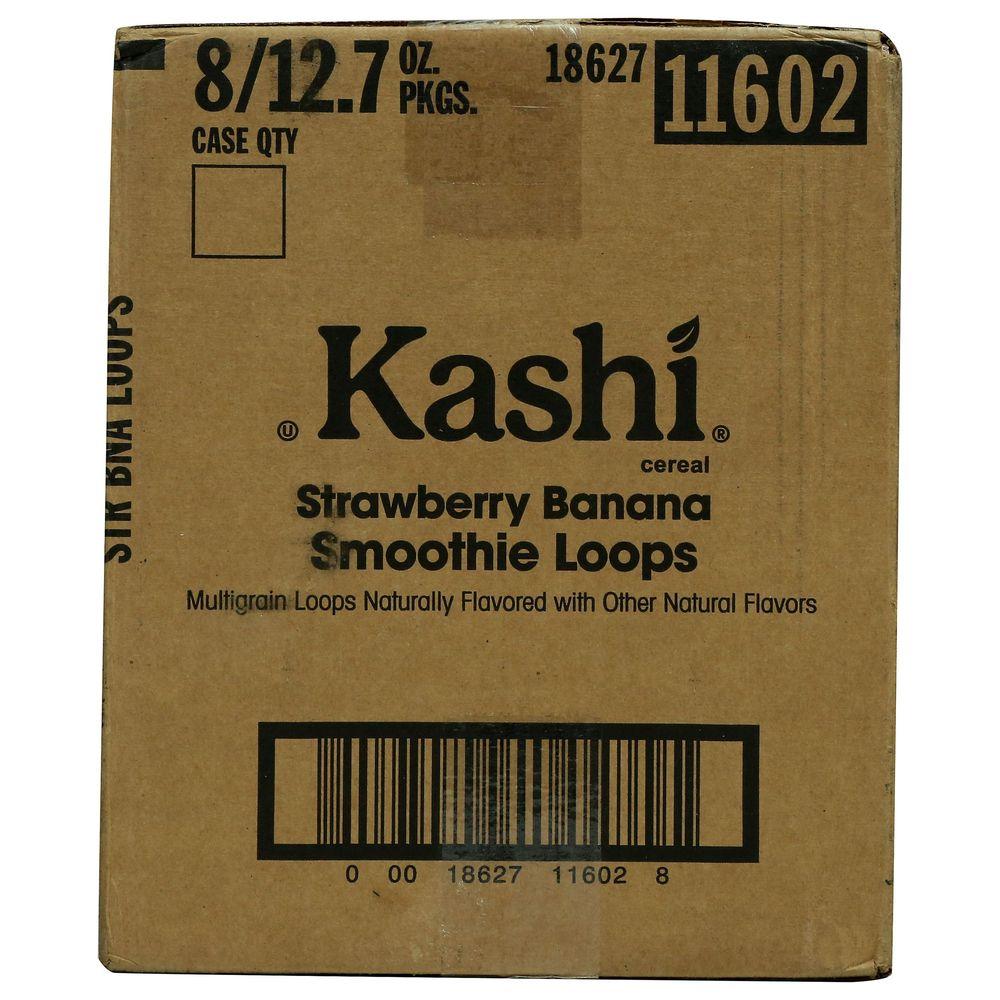 8/12.7 OZ. PKGS.
18627 11602
CASE QTY
STR BNA LOOPS
Ⓤ Kashi®
cereal
Strawberry Banana
Smoothie Loops
Multigrain Loops Naturally Flavored with Other Natural Flavors
0 00 18627 11602 8